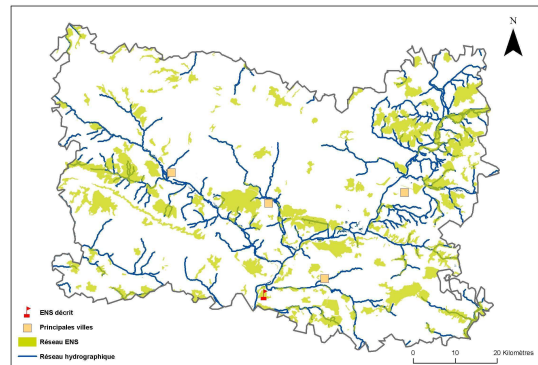 N
ENS décrit
Principales villes
Réseau ENS
Réseau hydrographique
0 10 20 Kilomètres